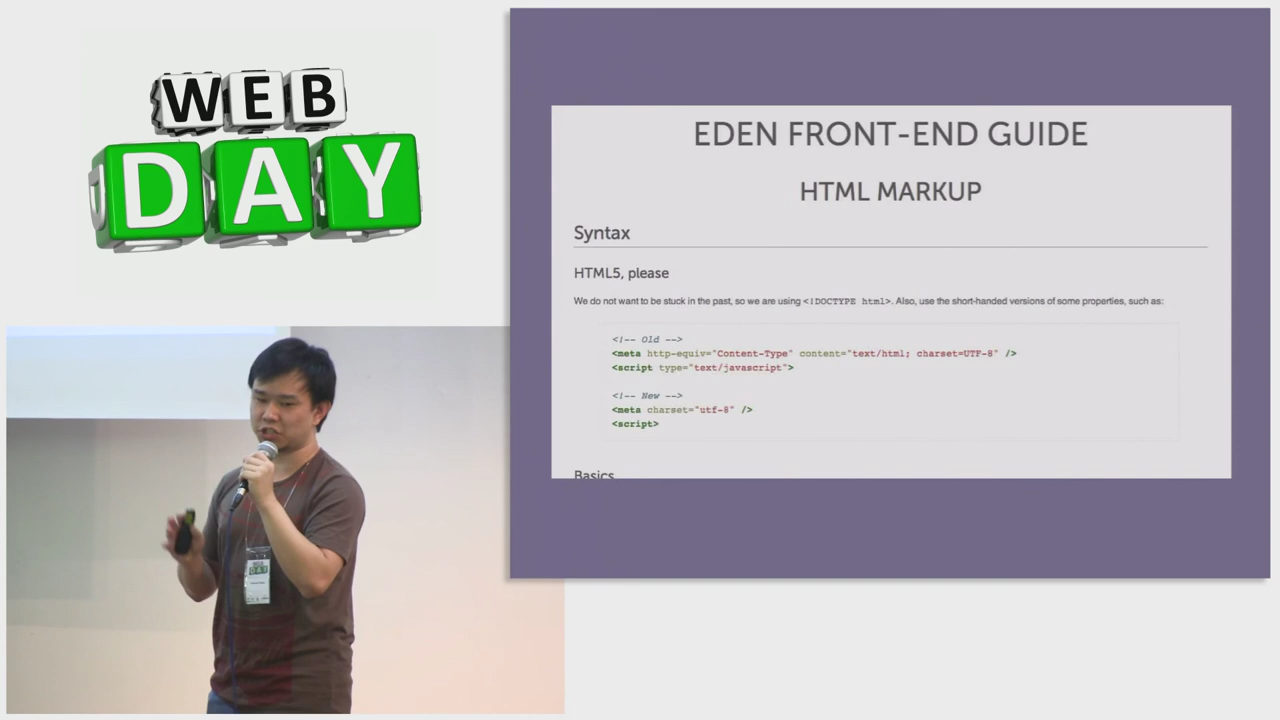 WEB
DAY
EDEN FRONT-END GUIDE
HTML MARKUP
Syntax
HTML5, please
We do not want to be stuck in the past, so we are using <!DOCTYPE html>. Also, use the short-handed versions of some properties, such as:
<!-- Old -->
<meta http-equiv="Content-Type" content="text/html; charset=UTF-8" />
<script type="text/javascript">
<!-- New -->
<meta charset="utf-8" />
<script>
Basics
WEB
DAY